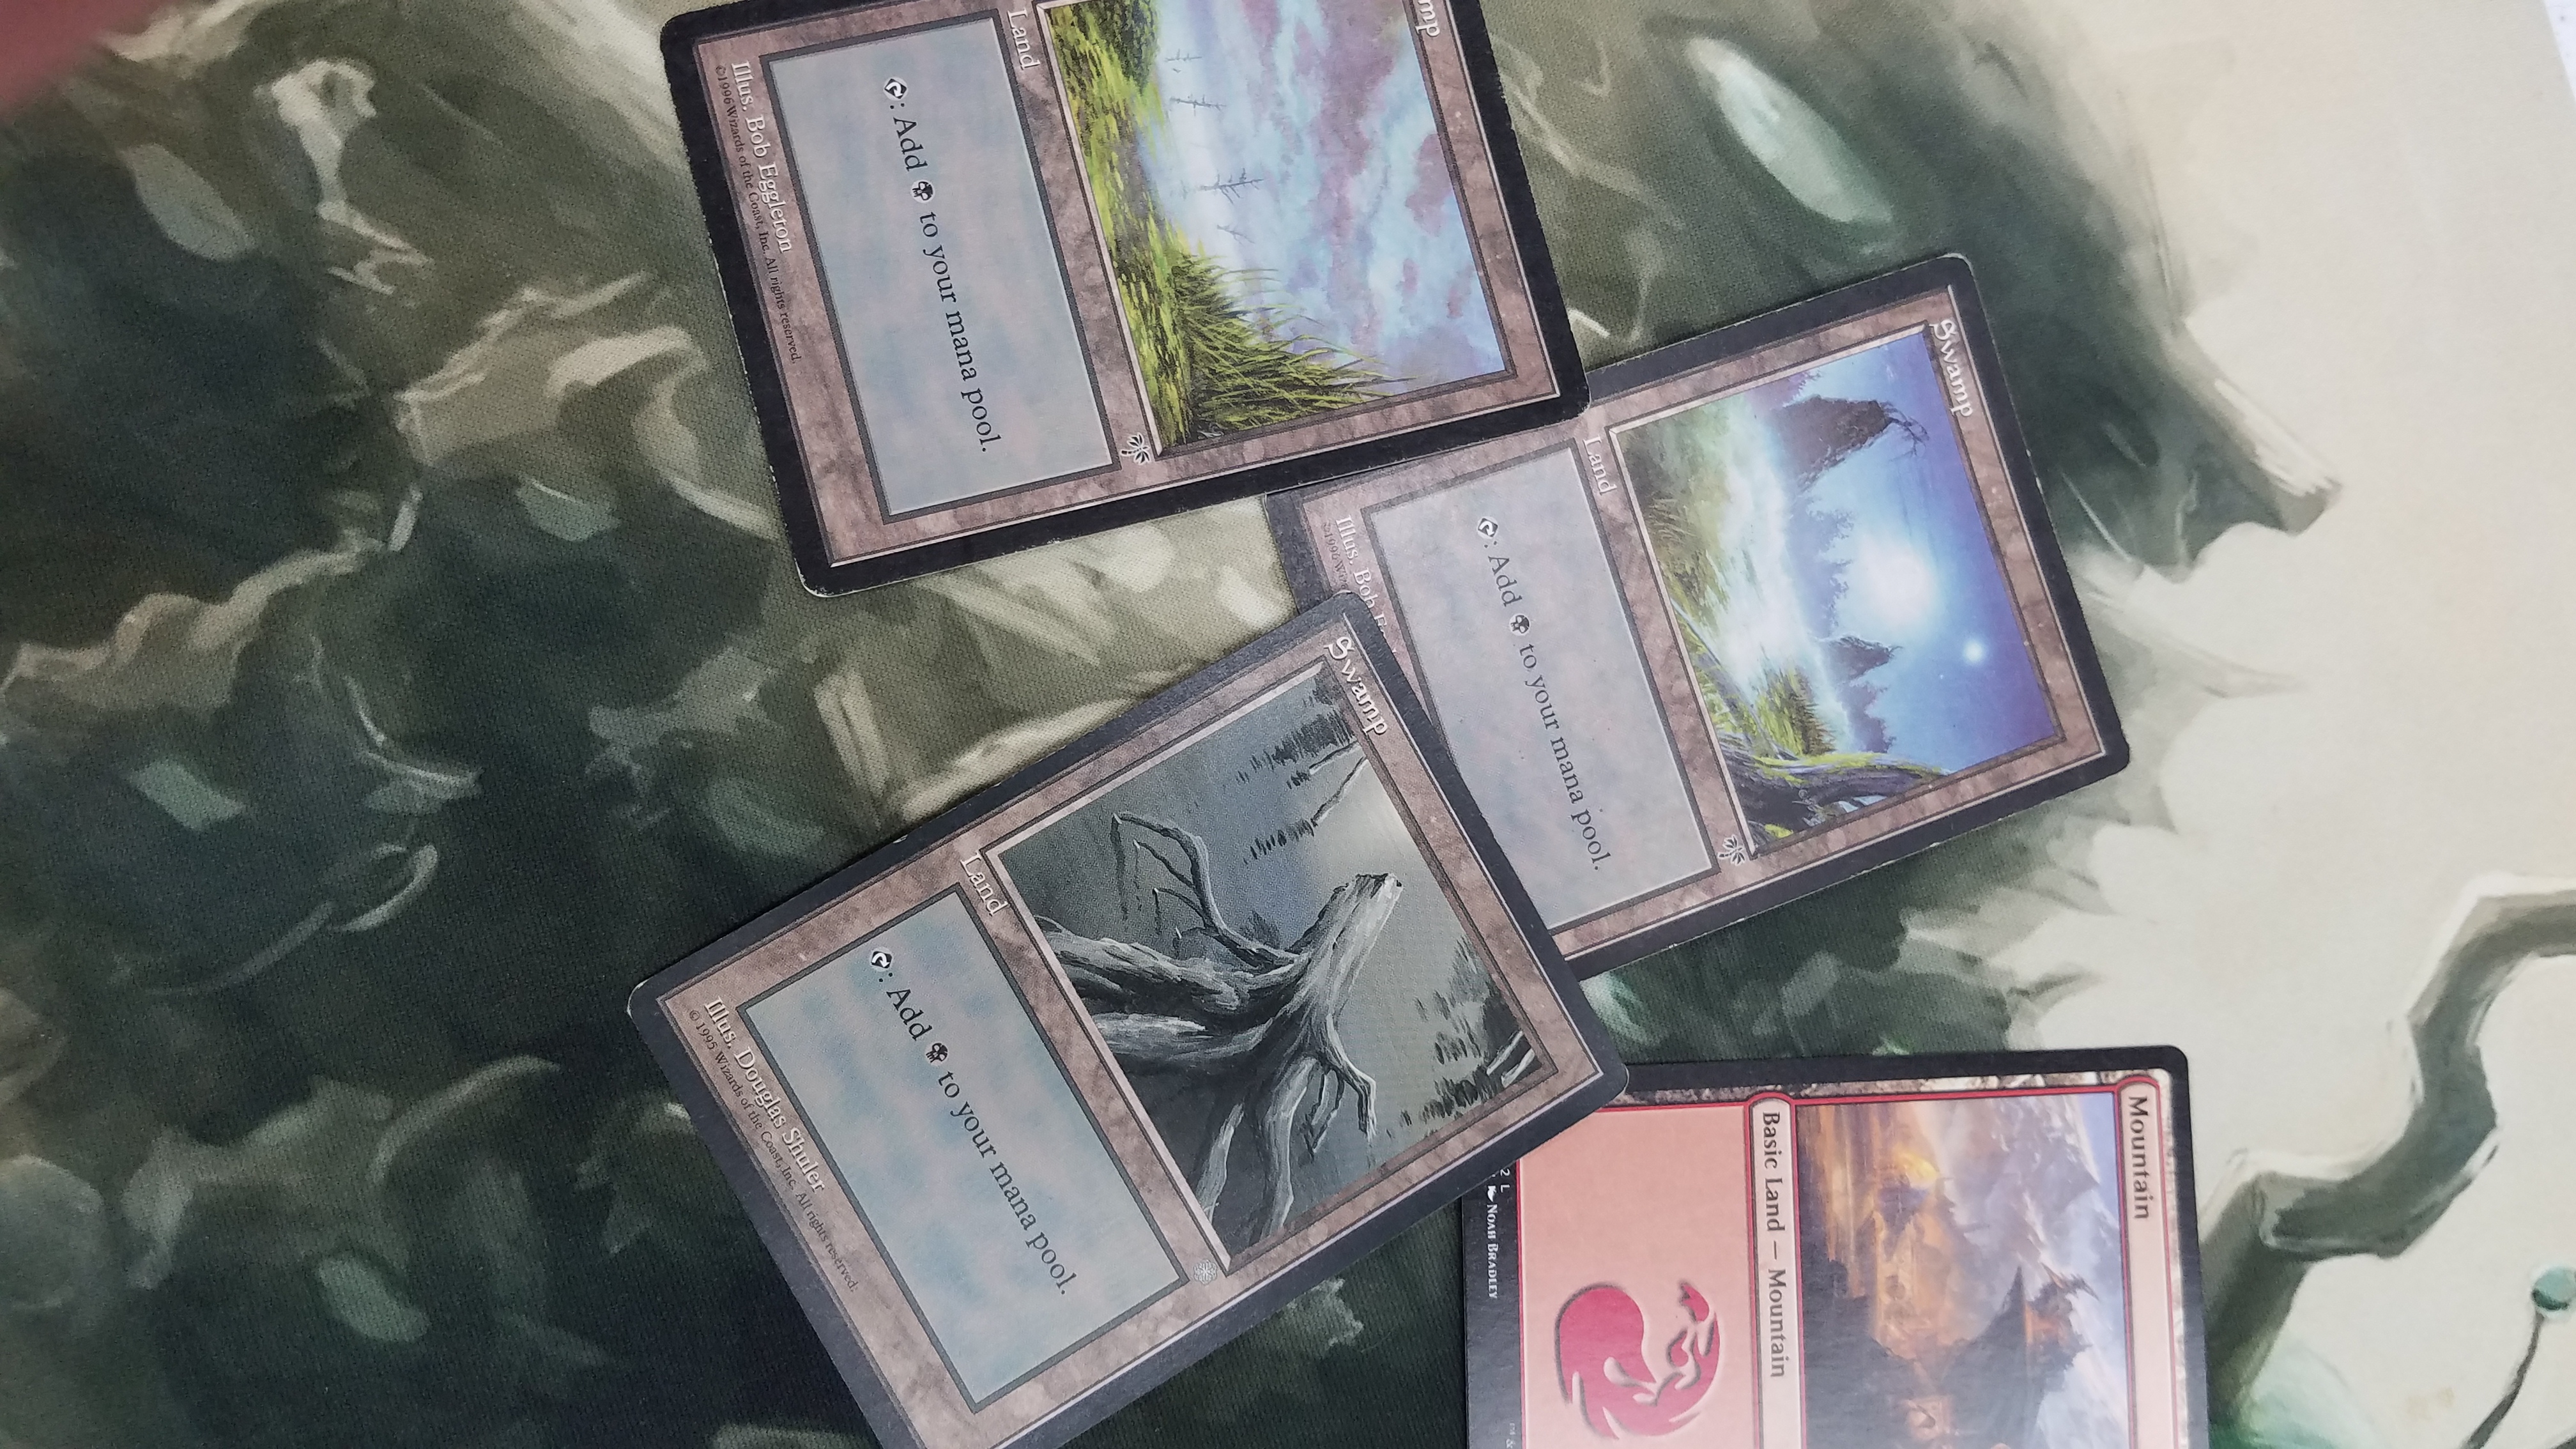 mp
Land
: Add to your mana pool.
Illus. Bob Eggleton
©1996 Wizards of the Coast, Inc. All rights reserved.
Swamp
Land
: Add to your mana pool.
Illus. Bob
Swamp
Land
: Add to your mana pool.
Illus. Douglas Shuler
© 1995 Wizards of the Coast, Inc. All rights reserved.
Mountain
Basic Land — Mountain
2 L
NOAH BRADLEY